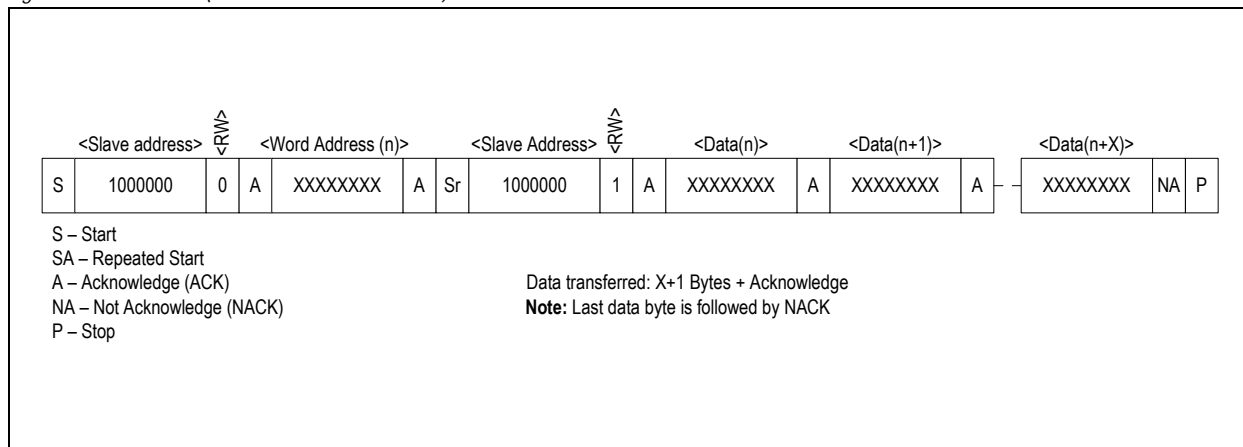 <Slave address> <RW> <Word Address (n)> <Slave Address> <RW> <Data(n)> <Data(n+1)> <Data(n+X)>
S 1000000 0 A XXXXXXXX A Sr 1000000 1 A XXXXXXXX A XXXXXXXX A XXXXXXXX NA P
S – Start
SA – Repeated Start
A – Acknowledge (ACK)
NA – Not Acknowledge (NACK)
P – Stop
Data transferred: X+1 Bytes + Acknowledge
Note: Last data byte is followed by NACK